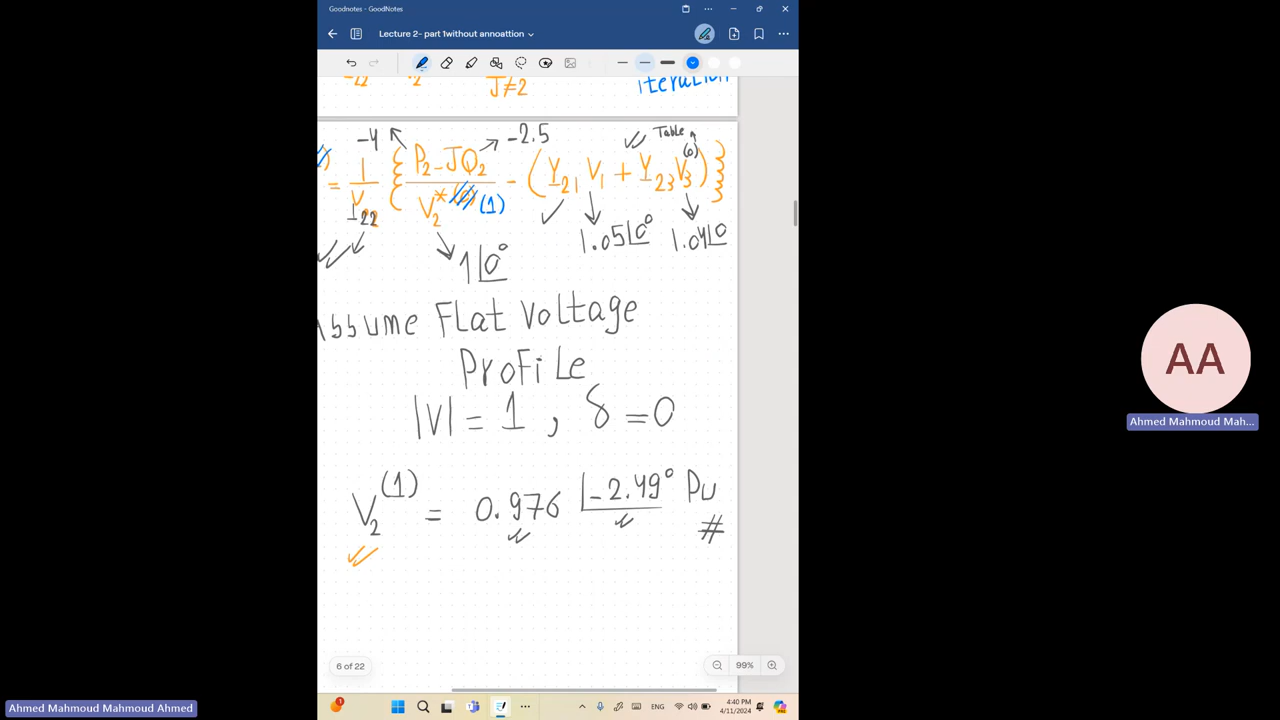 Goodnotes - GoodNotes
Lecture 2- part 1without annoattion
iteration
J≠2
-4
-2.5
Table
(0)
= 1/Y22 { (P2 - JQ2)/V2*(1) - (Y21 V1 + Y23 V3) }
1∠0°
1.05∠0°
1.04∠0
Assume Flat Voltage
Profile
|V| = 1 , δ = 0
V2(1) = 0.976 ∠-2.49° Pu
#
6 of 22
99%
AA
Ahmed Mahmoud Mah...
Ahmed Mahmoud Mahmoud Ahmed
1
ENG
4:40 PM
4/11/2024